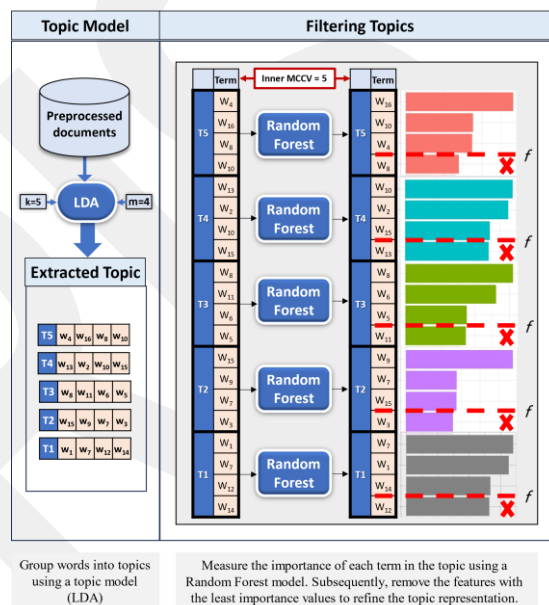 Topic Model
Filtering Topics
Preprocessed
documents
k=5
LDA
m=4
Extracted Topic
T5 W4 W16 W8 W10
T4 W13 W2 W10 W15
T3 W8 W11 W6 W5
T2 W15 W9 W7 W3
T1 W1 W7 W12 W14
Term
Inner MCCV = 5
Term
T5
W4
W16
W8
W10
Random
Forest
T5
W16
W10
W4
W8
f
T4
W13
W2
W10
W15
Random
Forest
T4
W10
W2
W15
W13
f
T3
W8
W11
W6
W5
Random
Forest
T3
W8
W6
W5
W11
f
T2
W15
W9
W7
W3
Random
Forest
T2
W9
W7
W15
W3
f
T1
W1
W7
W12
W14
Random
Forest
T1
W7
W1
W14
W12
f
Group words into topics
using a topic model
(LDA)
Measure the importance of each term in the topic using a
Random Forest model. Subsequently, remove the features with
the least importance values to refine the topic representation.